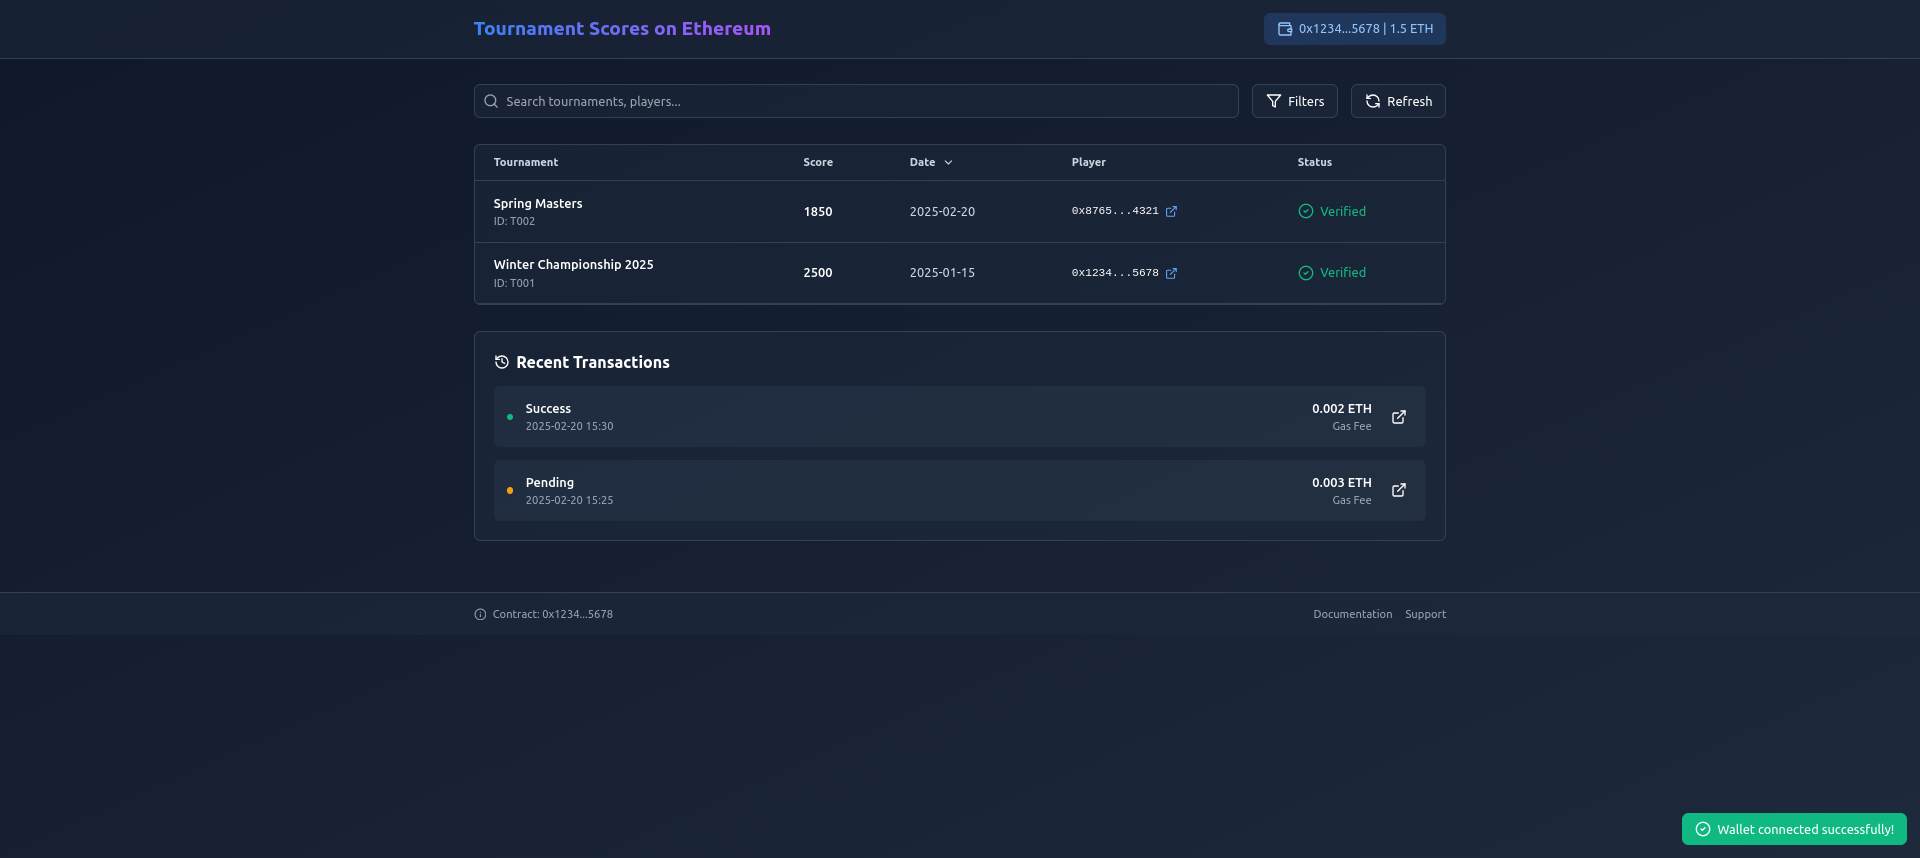 Tournament Scores on Ethereum
0x1234...5678 | 1.5 ETH
Search tournaments, players...
Filters
Refresh
Tournament Score Date Player Status
Spring Masters
ID: T002
1850 2025-02-20 0x8765...4321 Verified
Winter Championship 2025
ID: T001
2500 2025-01-15 0x1234...5678 Verified
Recent Transactions
Success
2025-02-20 15:30
0.002 ETH
Gas Fee
Pending
2025-02-20 15:25
0.003 ETH
Gas Fee
Contract: 0x1234...5678
Documentation Support
Wallet connected successfully!